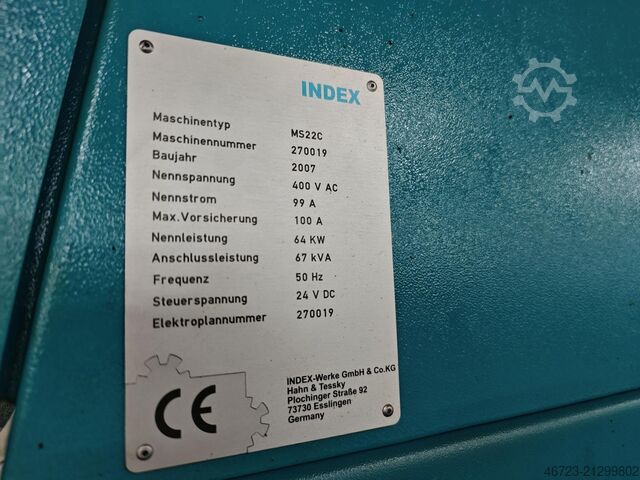 INDEX
Maschinentyp MS22C
Maschinennummer 270019
Baujahr 2007
Nennspannung 400 V AC
Nennstrom 99 A
Max.Vorsicherung 100 A
Nennleistung 64 KW
Anschlussleistung 67 kVA
Frequenz 50 Hz
Steuerspannung 24 V DC
Elektroplannummer 270019
CE
INDEX-Werke GmbH & Co.KG
Hahn & Tessky
Plochinger Straße 92
73730 Esslingen
Germany
46723-21299802